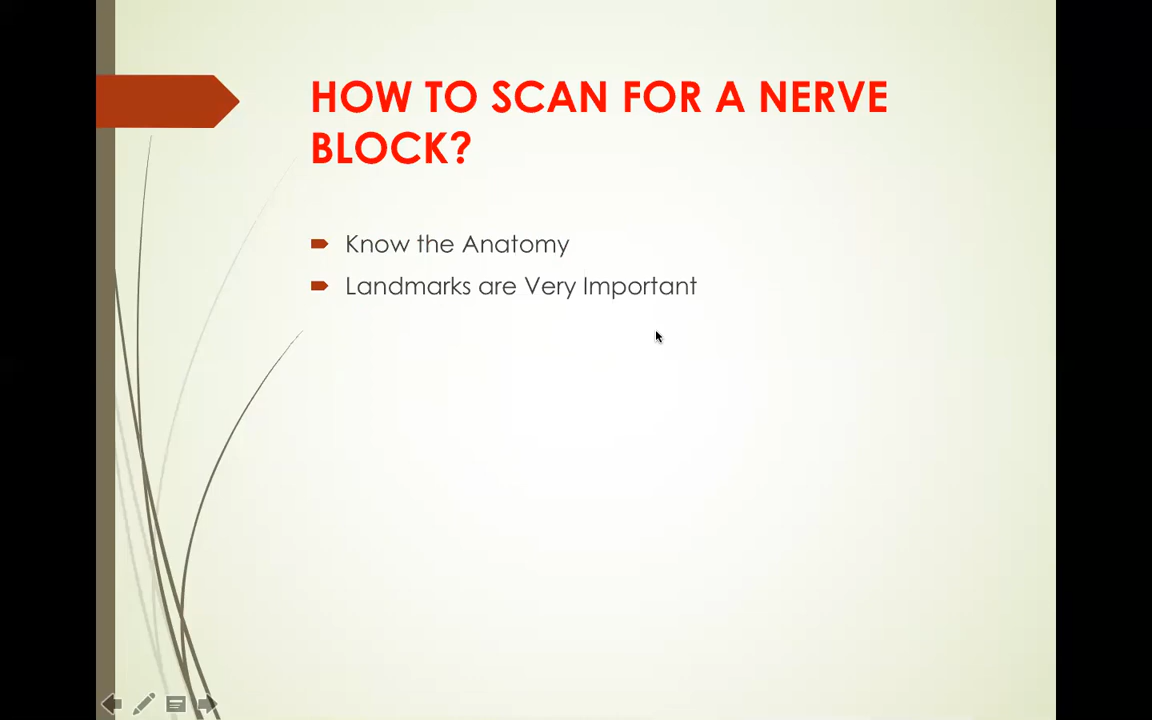 HOW TO SCAN FOR A NERVE
BLOCK?
Know the Anatomy
Landmarks are Very Important